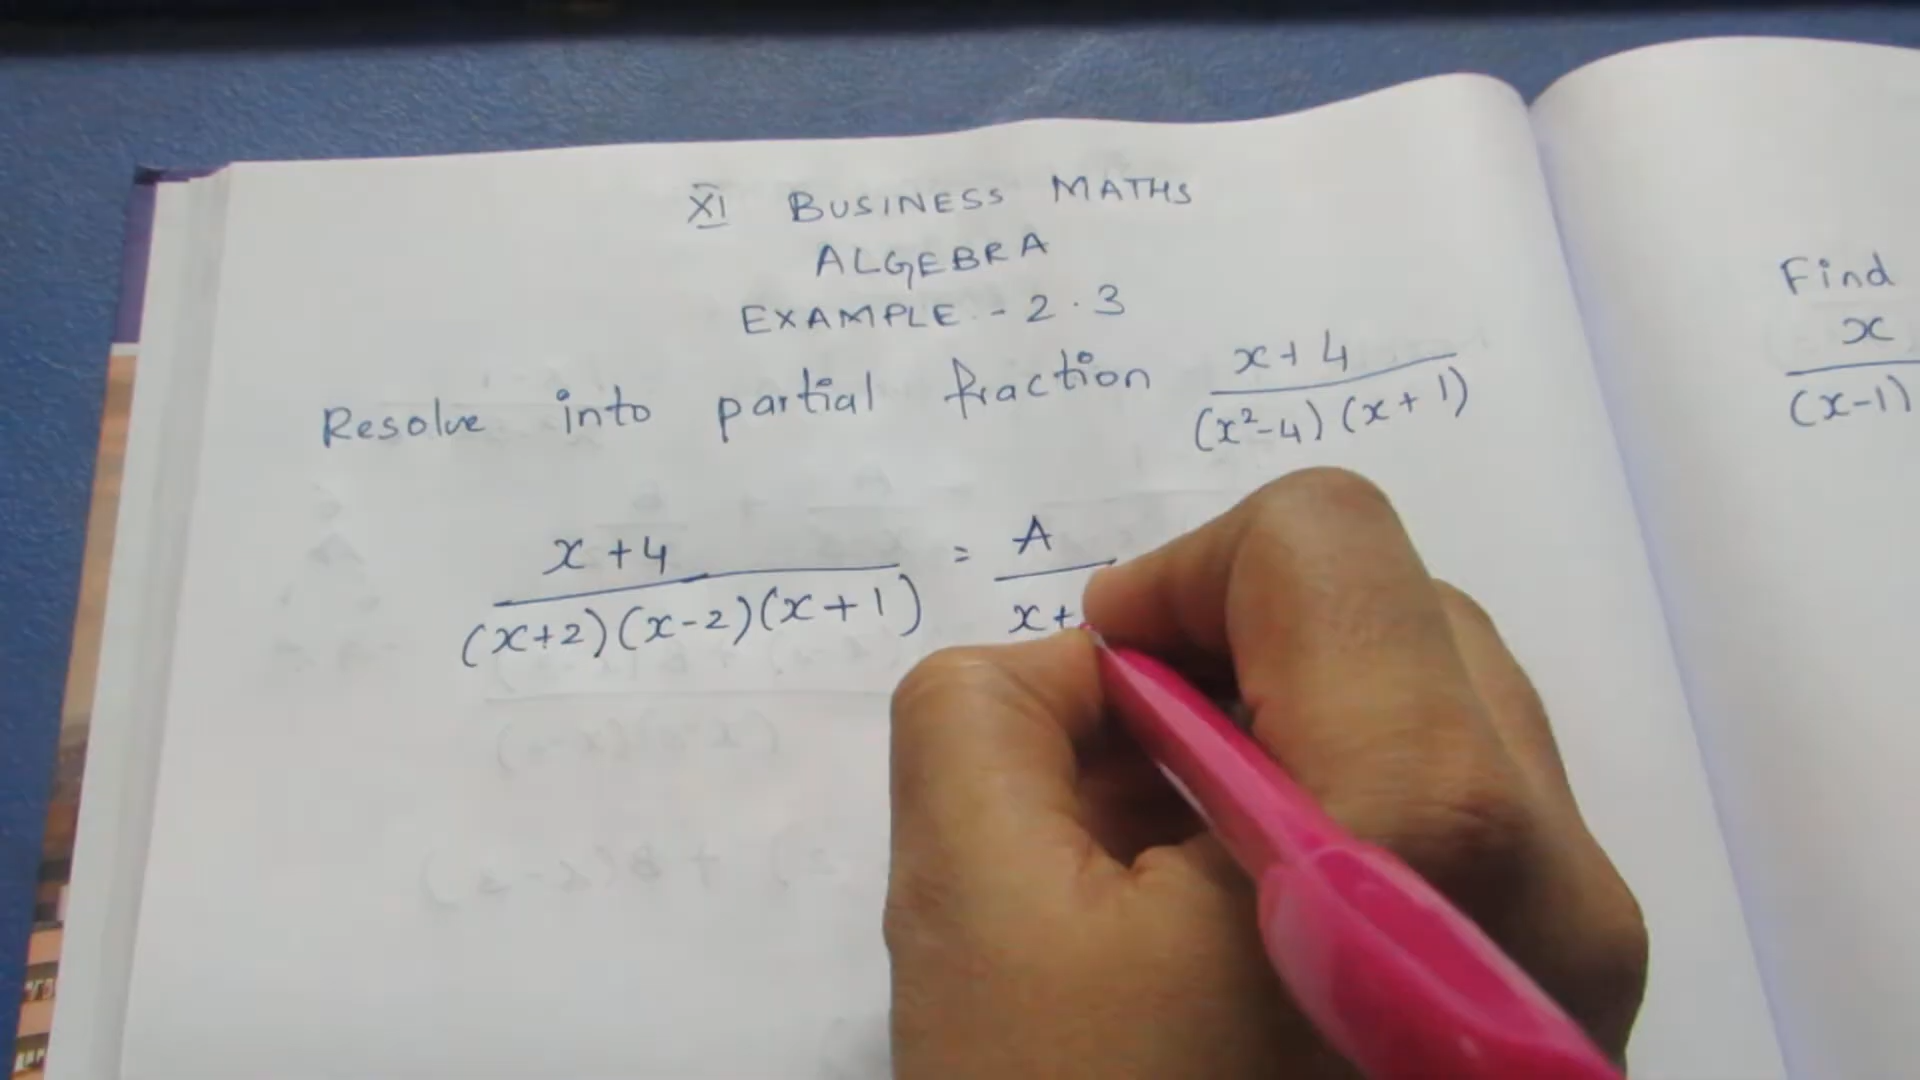 XI BUSINESS MATHS
ALGEBRA
EXAMPLE - 2.3
Resolve into partial fraction x+4 / (x²-4)(x+1)
x+4 / (x+2)(x-2)(x+1) = A / x+
Find
x
(x-1)